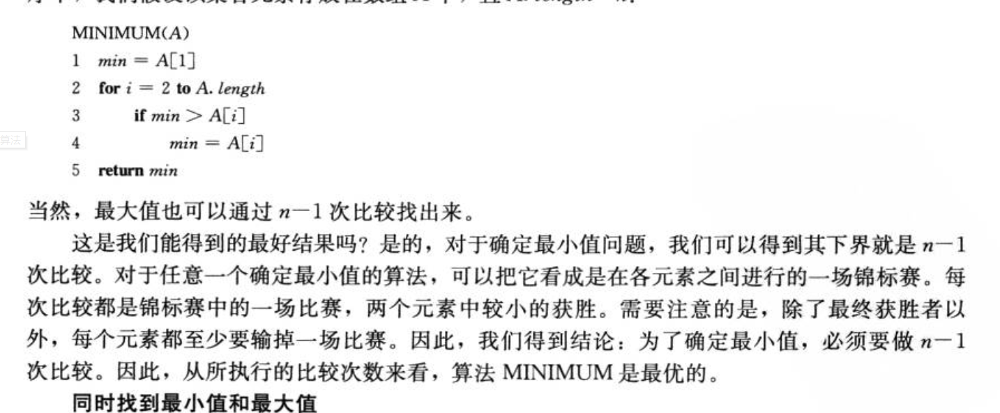 MINIMUM(A)
1 min = A[1]
2 for i = 2 to A. length
3 if min > A[i]
算法
4 min = A[i]
5 return min
当然，最大值也可以通过 n－1 次比较找出来。
这是我们能得到的最好结果吗？是的，对于确定最小值问题，我们可以得到其下界就是 n－1
次比较。对于任意一个确定最小值的算法，可以把它看成是在各元素之间进行的一场锦标赛。每
次比较都是锦标赛中的一场比赛，两个元素中较小的获胜。需要注意的是，除了最终获胜者以
外，每个元素都至少要输掉一场比赛。因此，我们得到结论：为了确定最小值，必须要做 n－1
次比较。因此，从所执行的比较次数来看，算法 MINIMUM 是最优的。
同时找到最小值和最大值